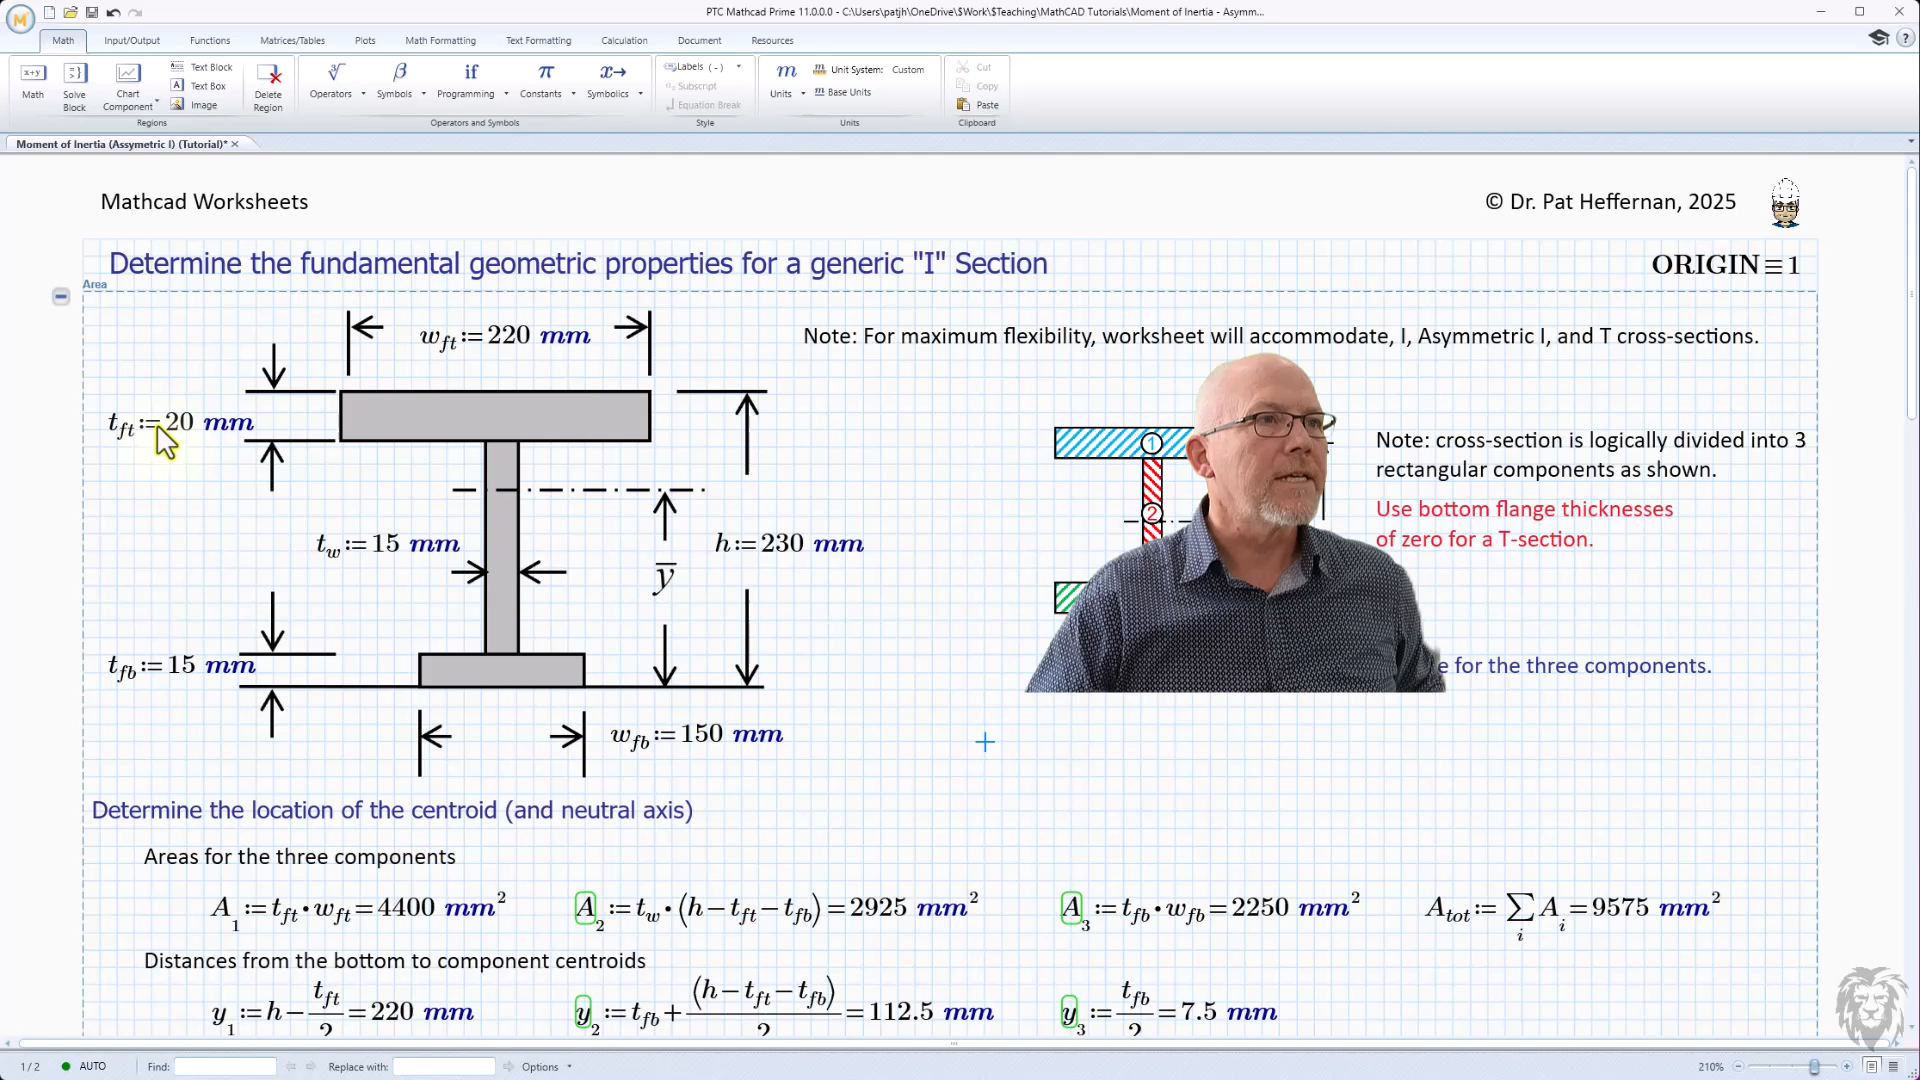 PTC Mathcad Prime 11.0.0.0 - C:\Users\patjh\OneDrive\$Work\$Teaching\MathCAD Tutorials\Moment of Inertia - Asymm...
Math Input/Output Functions Matrices/Tables Plots Math Formatting Text Formatting Calculation Document Resources
Math
Solve Block
Chart Component
Text Block
Text Box
Image
Delete Region
Operators
Symbols
Programming
Constants
Symbolics
Labels ( - )
Subscript
Equation Break
Units
Unit System: Custom
Base Units
Cut
Copy
Paste
Regions Operators and Symbols Style Units Clipboard
Moment of Inertia (Assymetric I) (Tutorial)*
Mathcad Worksheets © Dr. Pat Heffernan, 2025
Determine the fundamental geometric properties for a generic "I" Section ORIGIN≡1
Area
w_ft:=220 mm
Note: For maximum flexibility, worksheet will accommodate, I, Asymmetric I, and T cross-sections.
t_ft:=20 mm
1
2
Note: cross-section is logically divided into 3
rectangular components as shown.
Use bottom flange thicknesses
of zero for a T-section.
t_w:=15 mm
h:=230 mm
y̅
t_fb:=15 mm
e for the three components.
w_fb:=150 mm
Determine the location of the centroid (and neutral axis)
Areas for the three components
A_1:=t_ft·w_ft=4400 mm² A_2:=t_w·(h−t_ft−t_fb)=2925 mm² A_3:=t_fb·w_fb=2250 mm² A_tot:=∑_i A_i=9575 mm²
Distances from the bottom to component centroids
y_1:=h−t_ft/2=220 mm y_2:=t_fb+(h−t_ft−t_fb)/2=112.5 mm y_3:=t_fb/2=7.5 mm
1 / 2 AUTO Find: Replace with: Options 210%